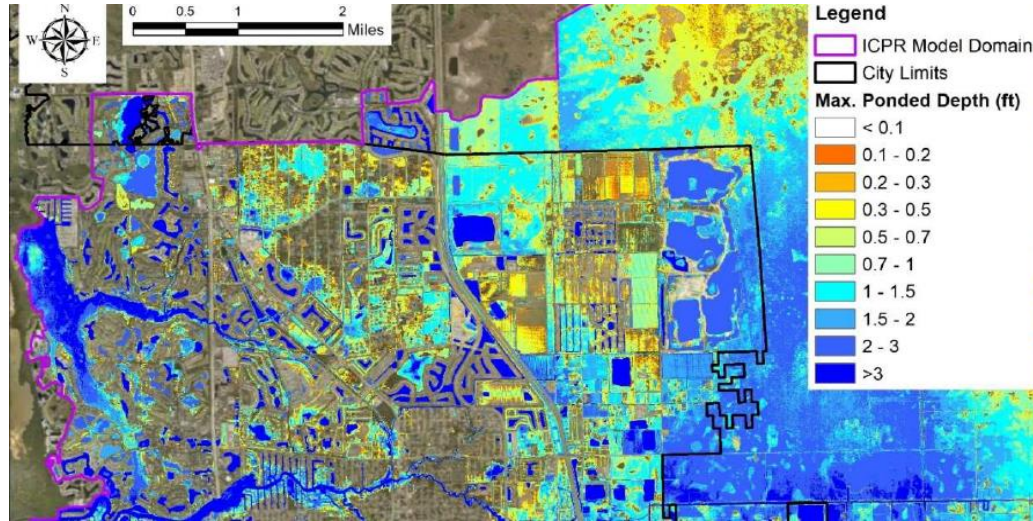 N
W E
S
0 0.5 1 2
Miles
Legend
ICPR Model Domain
City Limits
Max. Ponded Depth (ft)
< 0.1
0.1 - 0.2
0.2 - 0.3
0.3 - 0.5
0.5 - 0.7
0.7 - 1
1 - 1.5
1.5 - 2
2 - 3
>3